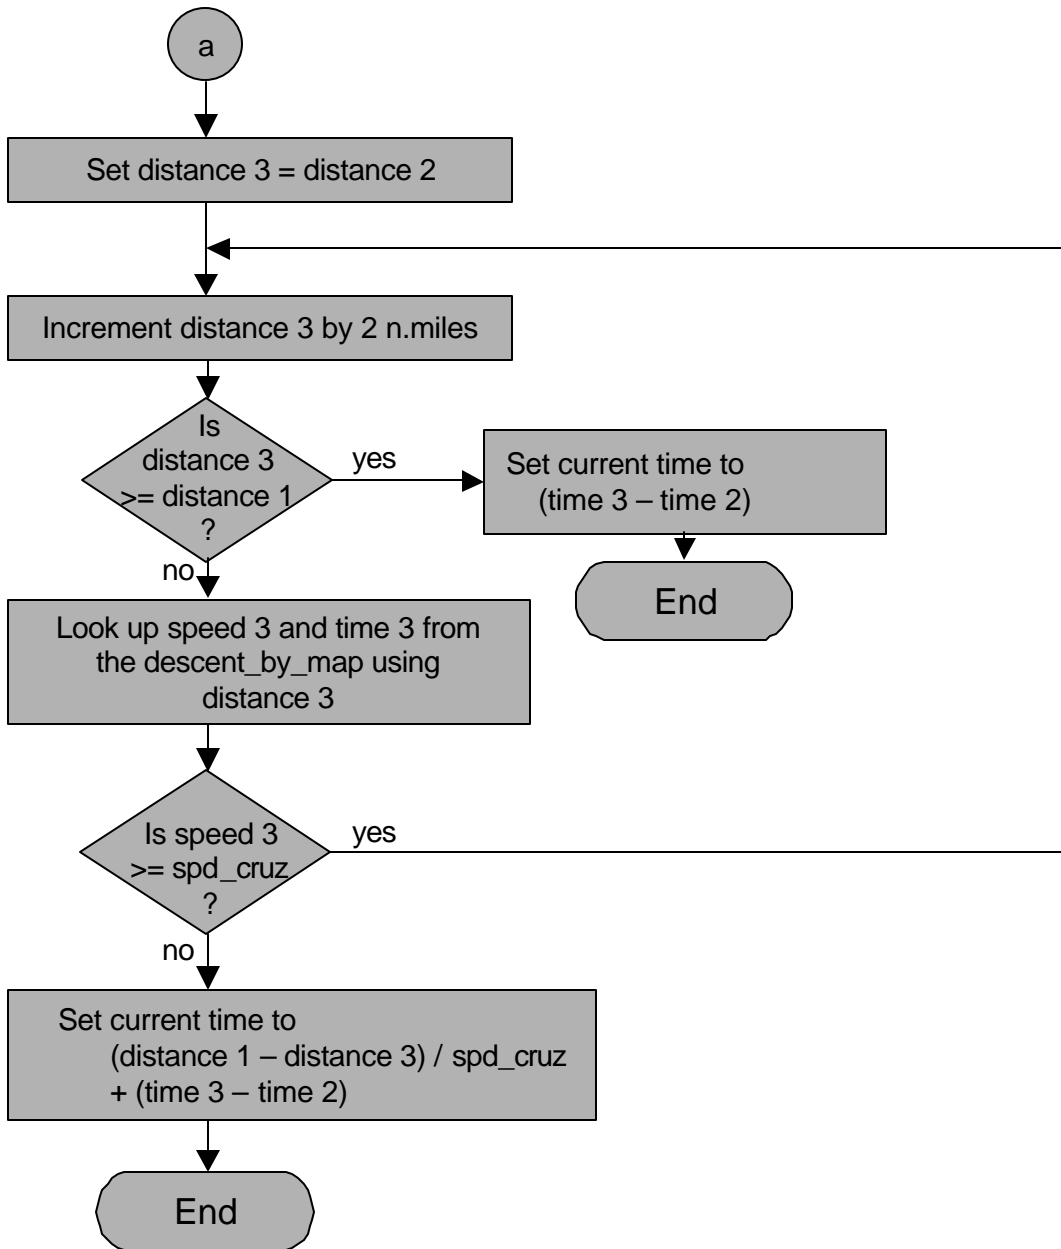 a
Set distance 3 = distance 2
Increment distance 3 by 2 n.miles
Is
distance 3
>= distance 1
?
yes
Set current time to
(time 3 – time 2)
no
End
Look up speed 3 and time 3 from
the descent_by_map using
distance 3
Is speed 3
>= spd_cruz
?
yes
no
Set current time to
(distance 1 – distance 3) / spd_cruz
+ (time 3 – time 2)
End